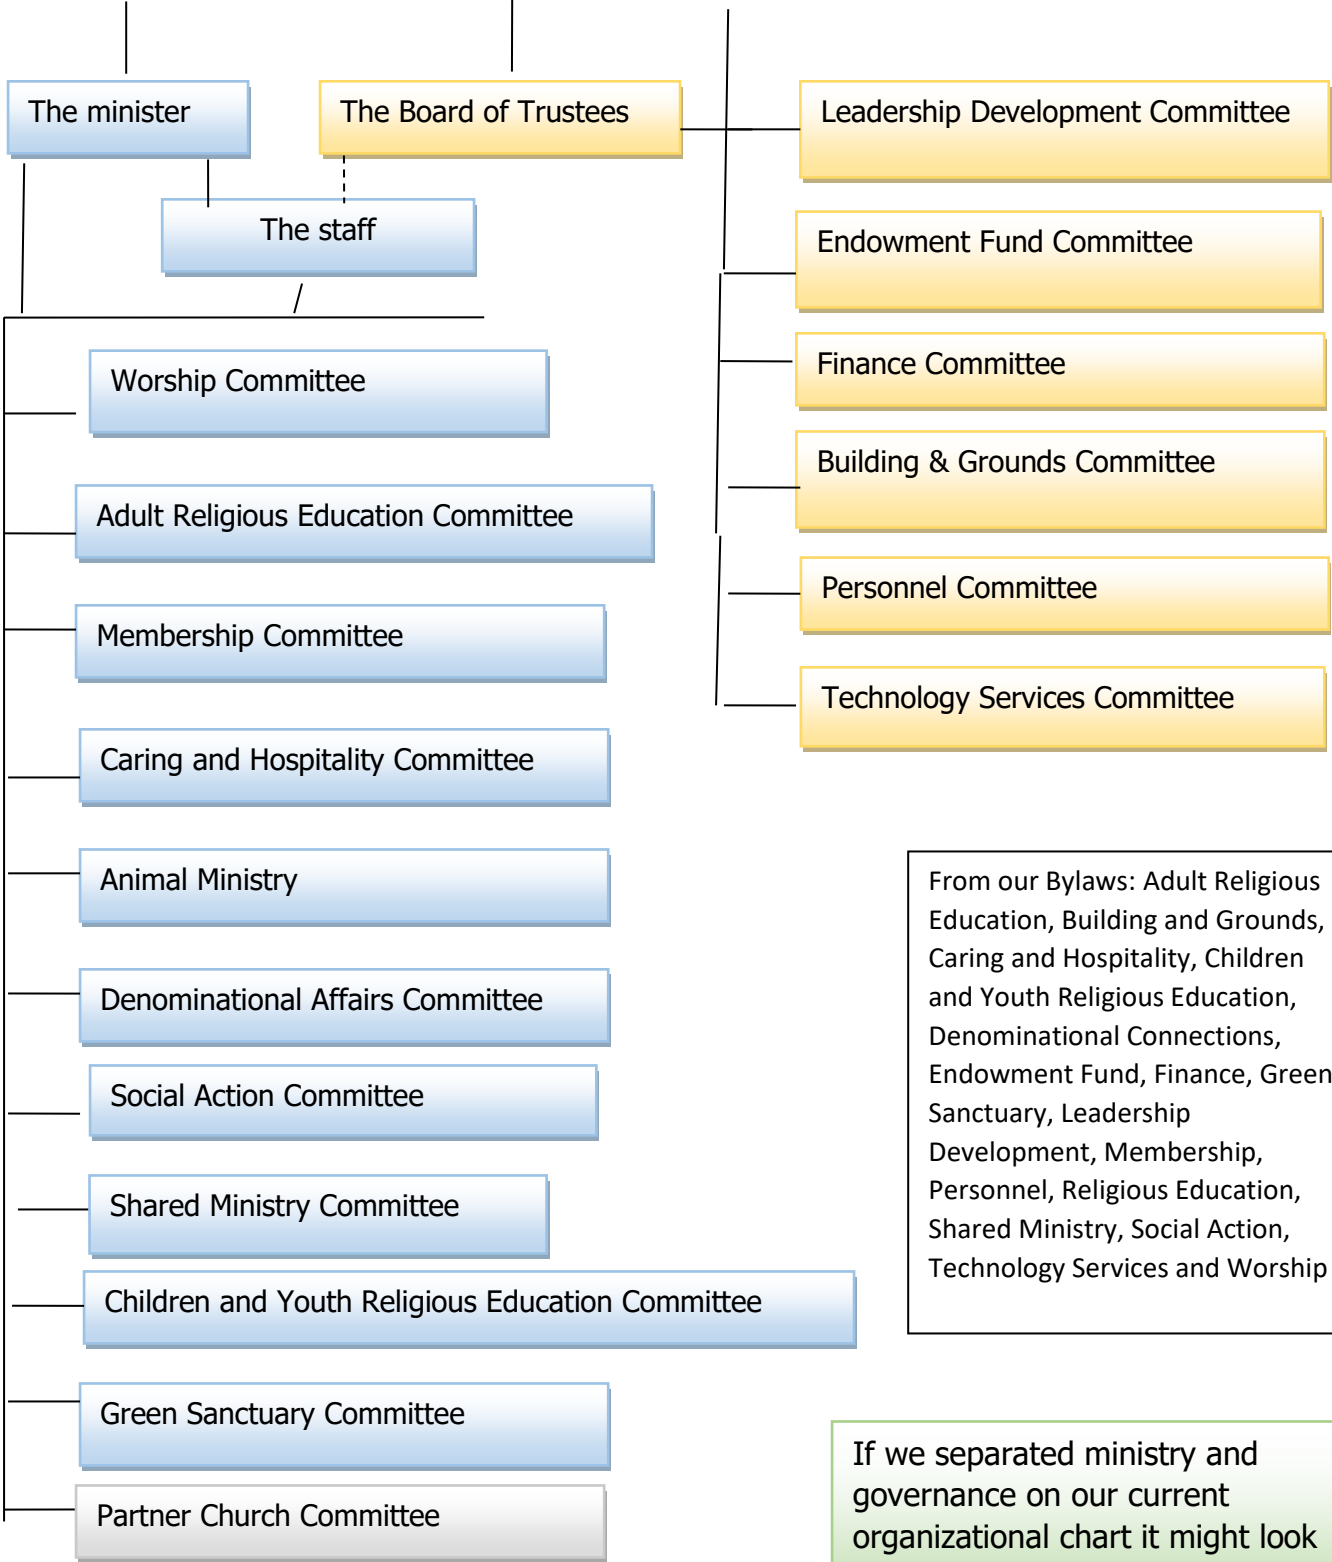 The minister
The Board of Trustees
Leadership Development Committee
The staff
Endowment Fund Committee
Finance Committee
Worship Committee
Building & Grounds Committee
Adult Religious Education Committee
Personnel Committee
Membership Committee
Technology Services Committee
Caring and Hospitality Committee
Animal Ministry
Denominational Affairs Committee
Social Action Committee
Shared Ministry Committee
Children and Youth Religious Education Committee
Green Sanctuary Committee
Partner Church Committee
From our Bylaws: Adult Religious
Education, Building and Grounds,
Caring and Hospitality, Children
and Youth Religious Education,
Denominational Connections,
Endowment Fund, Finance, Green
Sanctuary, Leadership
Development, Membership,
Personnel, Religious Education,
Shared Ministry, Social Action,
Technology Services and Worship
If we separated ministry and
governance on our current
organizational chart it might look